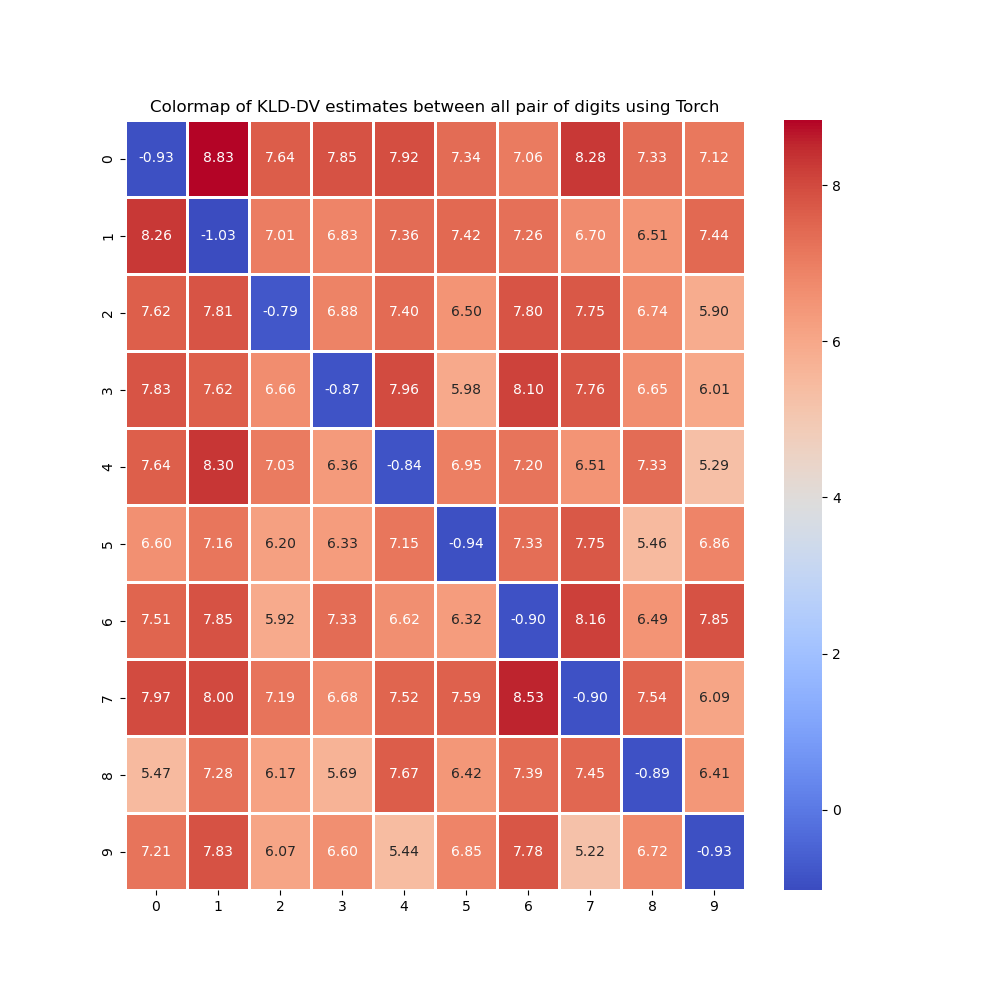 Colormap of KLD-DV estimates between all pair of digits using Torch
0 -0.93 8.83 7.64 7.85 7.92 7.34 7.06 8.28 7.33 7.12
1 8.26 -1.03 7.01 6.83 7.36 7.42 7.26 6.70 6.51 7.44
2 7.62 7.81 -0.79 6.88 7.40 6.50 7.80 7.75 6.74 5.90
3 7.83 7.62 6.66 -0.87 7.96 5.98 8.10 7.76 6.65 6.01
4 7.64 8.30 7.03 6.36 -0.84 6.95 7.20 6.51 7.33 5.29
5 6.60 7.16 6.20 6.33 7.15 -0.94 7.33 7.75 5.46 6.86
6 7.51 7.85 5.92 7.33 6.62 6.32 -0.90 8.16 6.49 7.85
7 7.97 8.00 7.19 6.68 7.52 7.59 8.53 -0.90 7.54 6.09
8 5.47 7.28 6.17 5.69 7.67 6.42 7.39 7.45 -0.89 6.41
9 7.21 7.83 6.07 6.60 5.44 6.85 7.78 5.22 6.72 -0.93
0 1 2 3 4 5 6 7 8 9
8
6
4
2
0